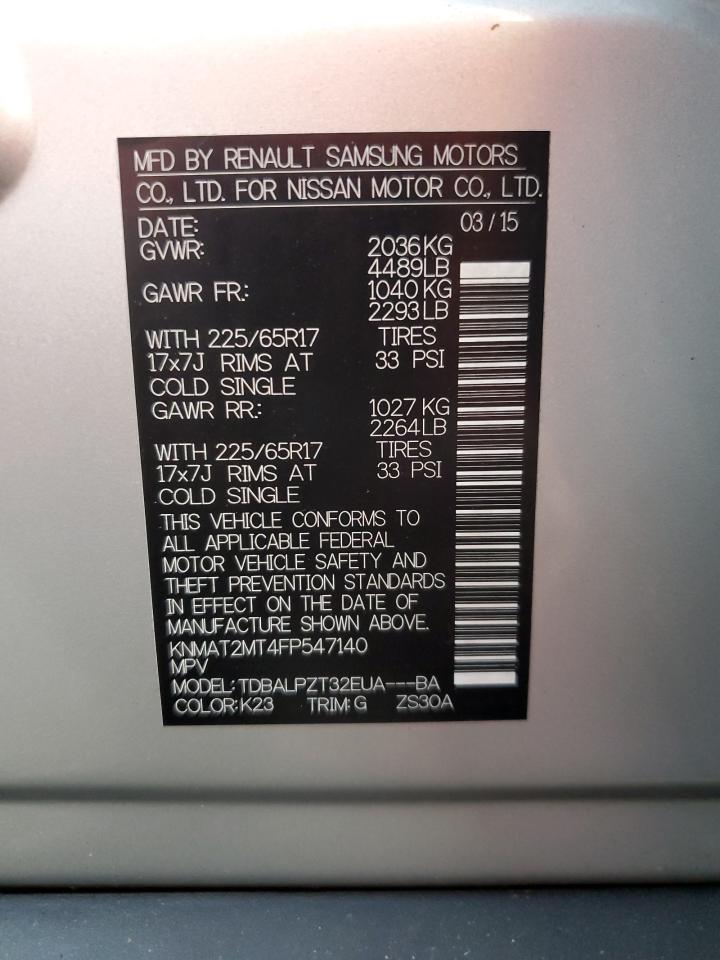 MFD BY RENAULT SAMSUNG MOTORS
CO., LTD. FOR NISSAN MOTOR CO., LTD.
DATE: 03/15
GVWR: 2036KG
4489LB
GAWR FR.: 1040KG
2293LB
WITH 225/65R17 TIRES
17x7J RIMS AT 33 PSI
COLD SINGLE
GAWR RR.: 1027KG
2264LB
WITH 225/65R17 TIRES
17x7J RIMS AT 33 PSI
COLD SINGLE
THIS VEHICLE CONFORMS TO
ALL APPLICABLE FEDERAL
MOTOR VEHICLE SAFETY AND
THEFT PREVENTION STANDARDS
IN EFFECT ON THE DATE OF
MANUFACTURE SHOWN ABOVE.
KNMAT2MT4FP547140
MPV
MODEL:TDBALPZT32EUA---BA
COLOR:K23 TRIM:G ZS30A